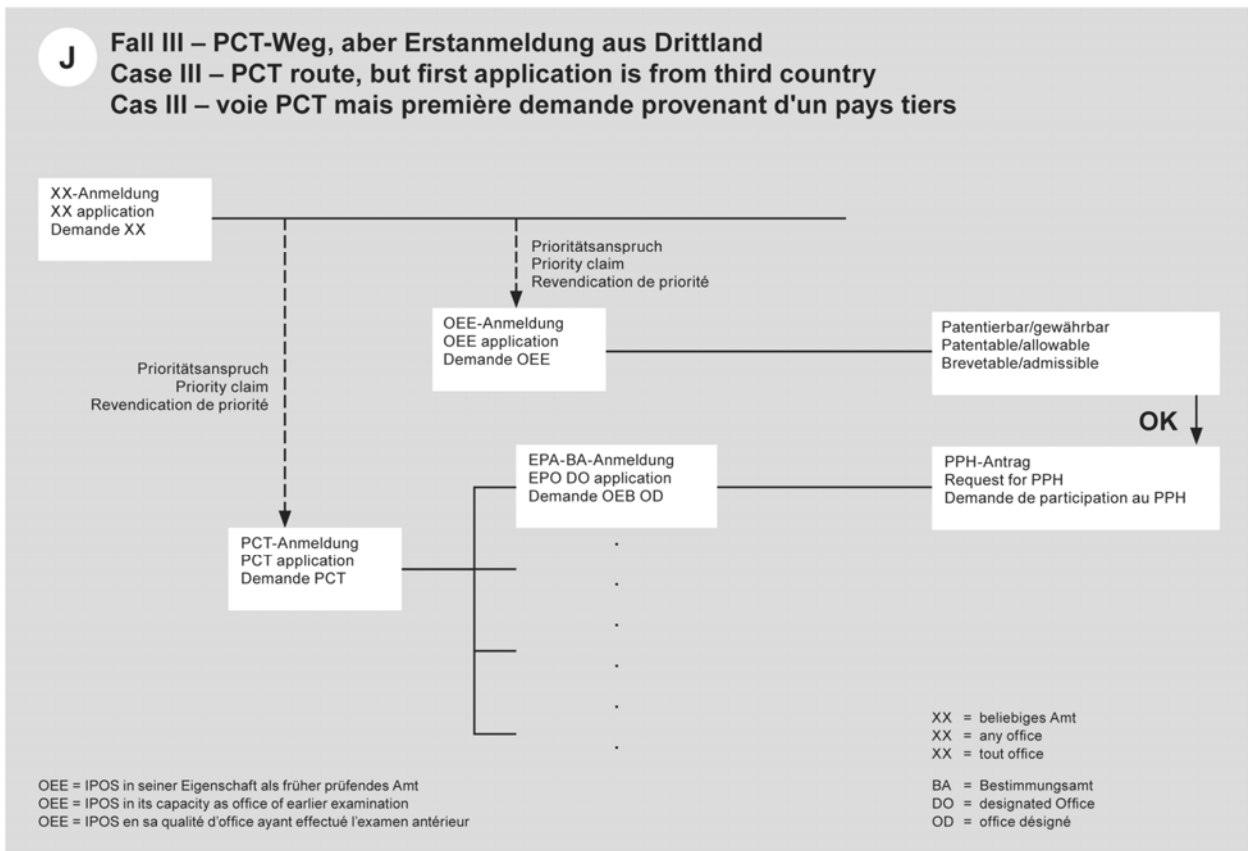 J
Fall III – PCT-Weg, aber Erstanmeldung aus Drittland
Case III – PCT route, but first application is from third country
Cas III – voie PCT mais première demande provenant d'un pays tiers
XX-Anmeldung
XX application
Demande XX
Prioritätsanspruch
Priority claim
Revendication de priorité
OEE-Anmeldung
OEE application
Demande OEE
Patentierbar/gewährbar
Patentable/allowable
Brevetable/admissible
Prioritätsanspruch
Priority claim
Revendication de priorité
OK
EPA-BA-Anmeldung
EPO DO application
Demande OEB OD
PPH-Antrag
Request for PPH
Demande de participation au PPH
PCT-Anmeldung
PCT application
Demande PCT
XX = beliebiges Amt
XX = any office
XX = tout office
OEE = IPOS in seiner Eigenschaft als früher prüfendes Amt
OEE = IPOS in its capacity as office of earlier examination
OEE = IPOS en sa qualité d'office ayant effectué l'examen antérieur
BA = Bestimmungsamt
DO = designated Office
OD = office désigné